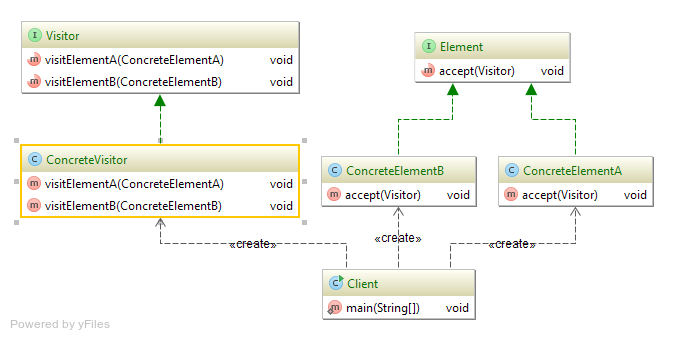 I Visitor
m visitElementA(ConcreteElementA) void
m visitElementB(ConcreteElementB) void
I Element
m accept(Visitor) void
C ConcreteVisitor
m visitElementA(ConcreteElementA) void
m visitElementB(ConcreteElementB) void
C ConcreteElementB
m accept(Visitor) void
C ConcreteElementA
m accept(Visitor) void
«create»
«create»
«create»
C Client
m main(String[]) void
Powered by yFiles